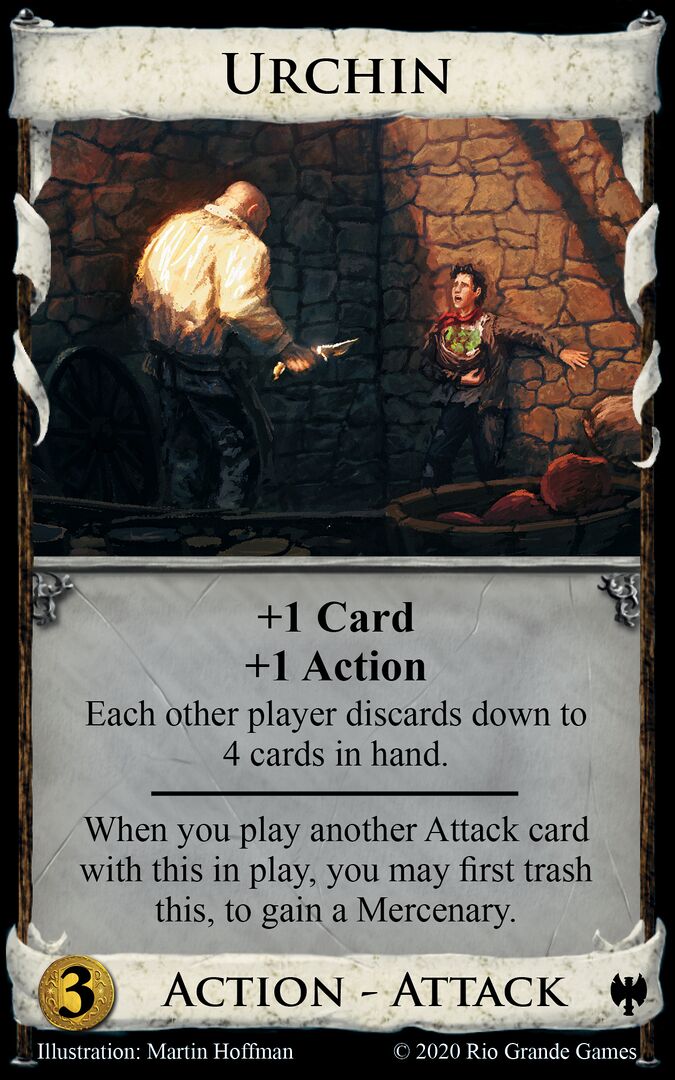 URCHIN
+1 Card
+1 Action
Each other player discards down to
4 cards in hand.
When you play another Attack card
with this in play, you may first trash
this, to gain a Mercenary.
3 ACTION - ATTACK
Illustration: Martin Hoffman © 2020 Rio Grande Games